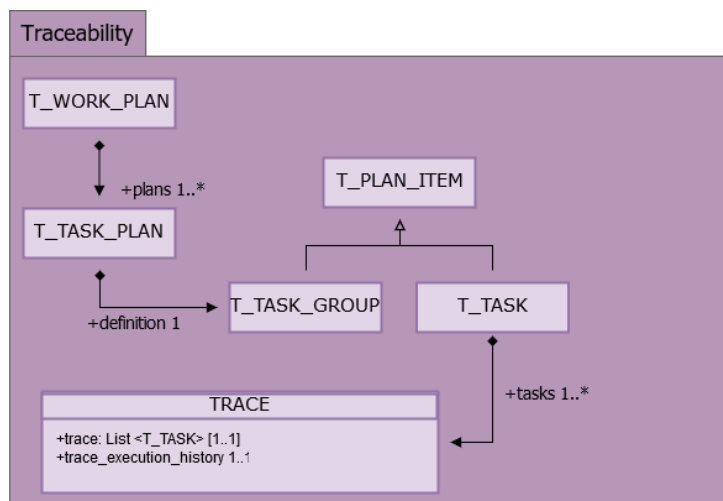 Traceability
T_WORK_PLAN
+plans 1..*
T_PLAN_ITEM
T_TASK_PLAN
T_TASK_GROUP
T_TASK
+definition 1
+tasks 1..*
TRACE
+trace: List <T_TASK> [1..1]
+trace_execution_history 1..1